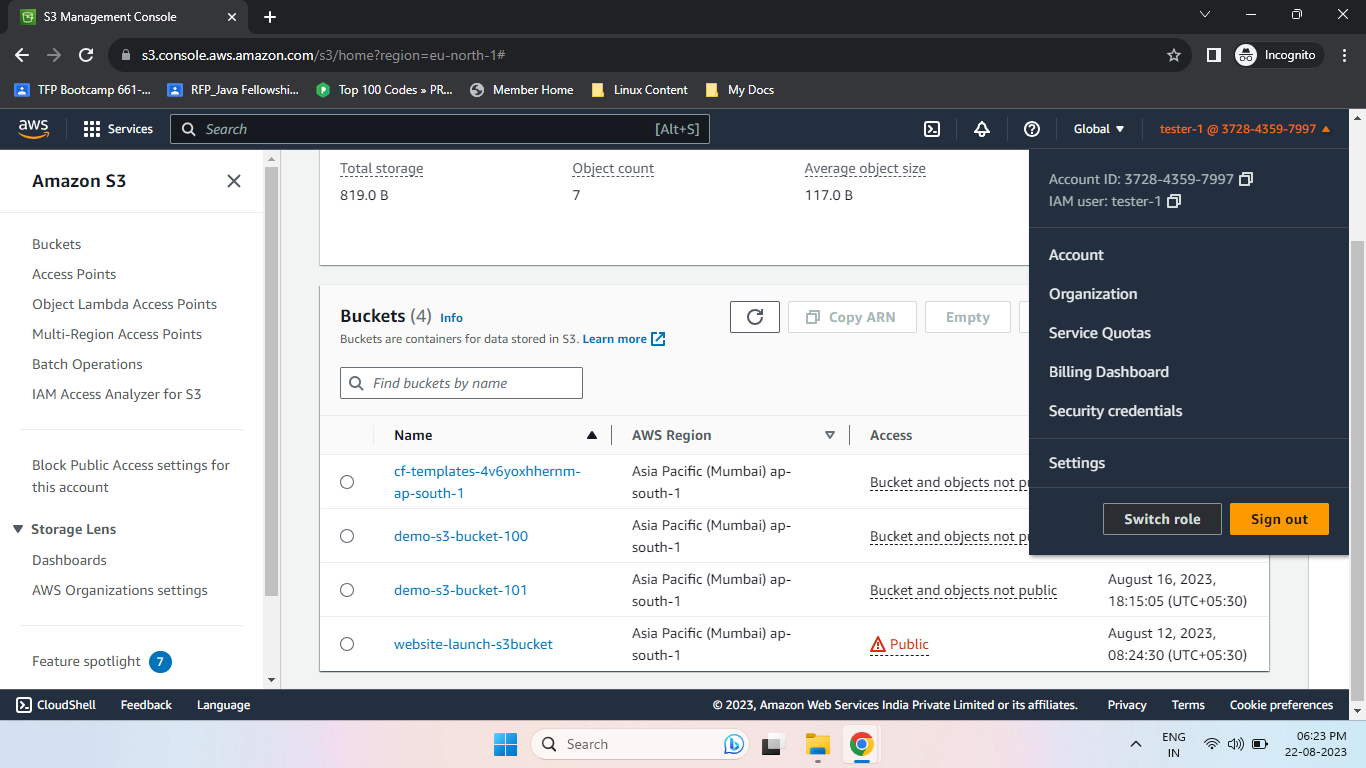 S3 Management Console
s3.console.aws.amazon.com/s3/home?region=eu-north-1#
Incognito
TFP Bootcamp 661-...
RFP_Java Fellowshi...
Top 100 Codes » PR...
Member Home
Linux Content
My Docs
aws
Services
Search
[Alt+S]
Global
tester-1 @ 3728-4359-7997
Amazon S3
Buckets
Access Points
Object Lambda Access Points
Multi-Region Access Points
Batch Operations
IAM Access Analyzer for S3
Block Public Access settings for
this account
Storage Lens
Dashboards
AWS Organizations settings
Feature spotlight 7
Total storage
819.0 B
Object count
7
Average object size
117.0 B
Buckets (4) Info
Buckets are containers for data stored in S3. Learn more
Copy ARN
Empty
Find buckets by name
Name
AWS Region
Access
cf-templates-4v6yoxhhernm-
ap-south-1
Asia Pacific (Mumbai) ap-
south-1
Bucket and objects not pu
demo-s3-bucket-100
Asia Pacific (Mumbai) ap-
south-1
Bucket and objects not pu
demo-s3-bucket-101
Asia Pacific (Mumbai) ap-
south-1
Bucket and objects not public
August 16, 2023,
18:15:05 (UTC+05:30)
website-launch-s3bucket
Asia Pacific (Mumbai) ap-
south-1
Public
August 12, 2023,
08:24:30 (UTC+05:30)
Account ID: 3728-4359-7997
IAM user: tester-1
Account
Organization
Service Quotas
Billing Dashboard
Security credentials
Settings
Switch role
Sign out
CloudShell
Feedback
Language
© 2023, Amazon Web Services India Private Limited or its affiliates.
Privacy
Terms
Cookie preferences
Search
ENG
IN
06:23 PM
22-08-2023